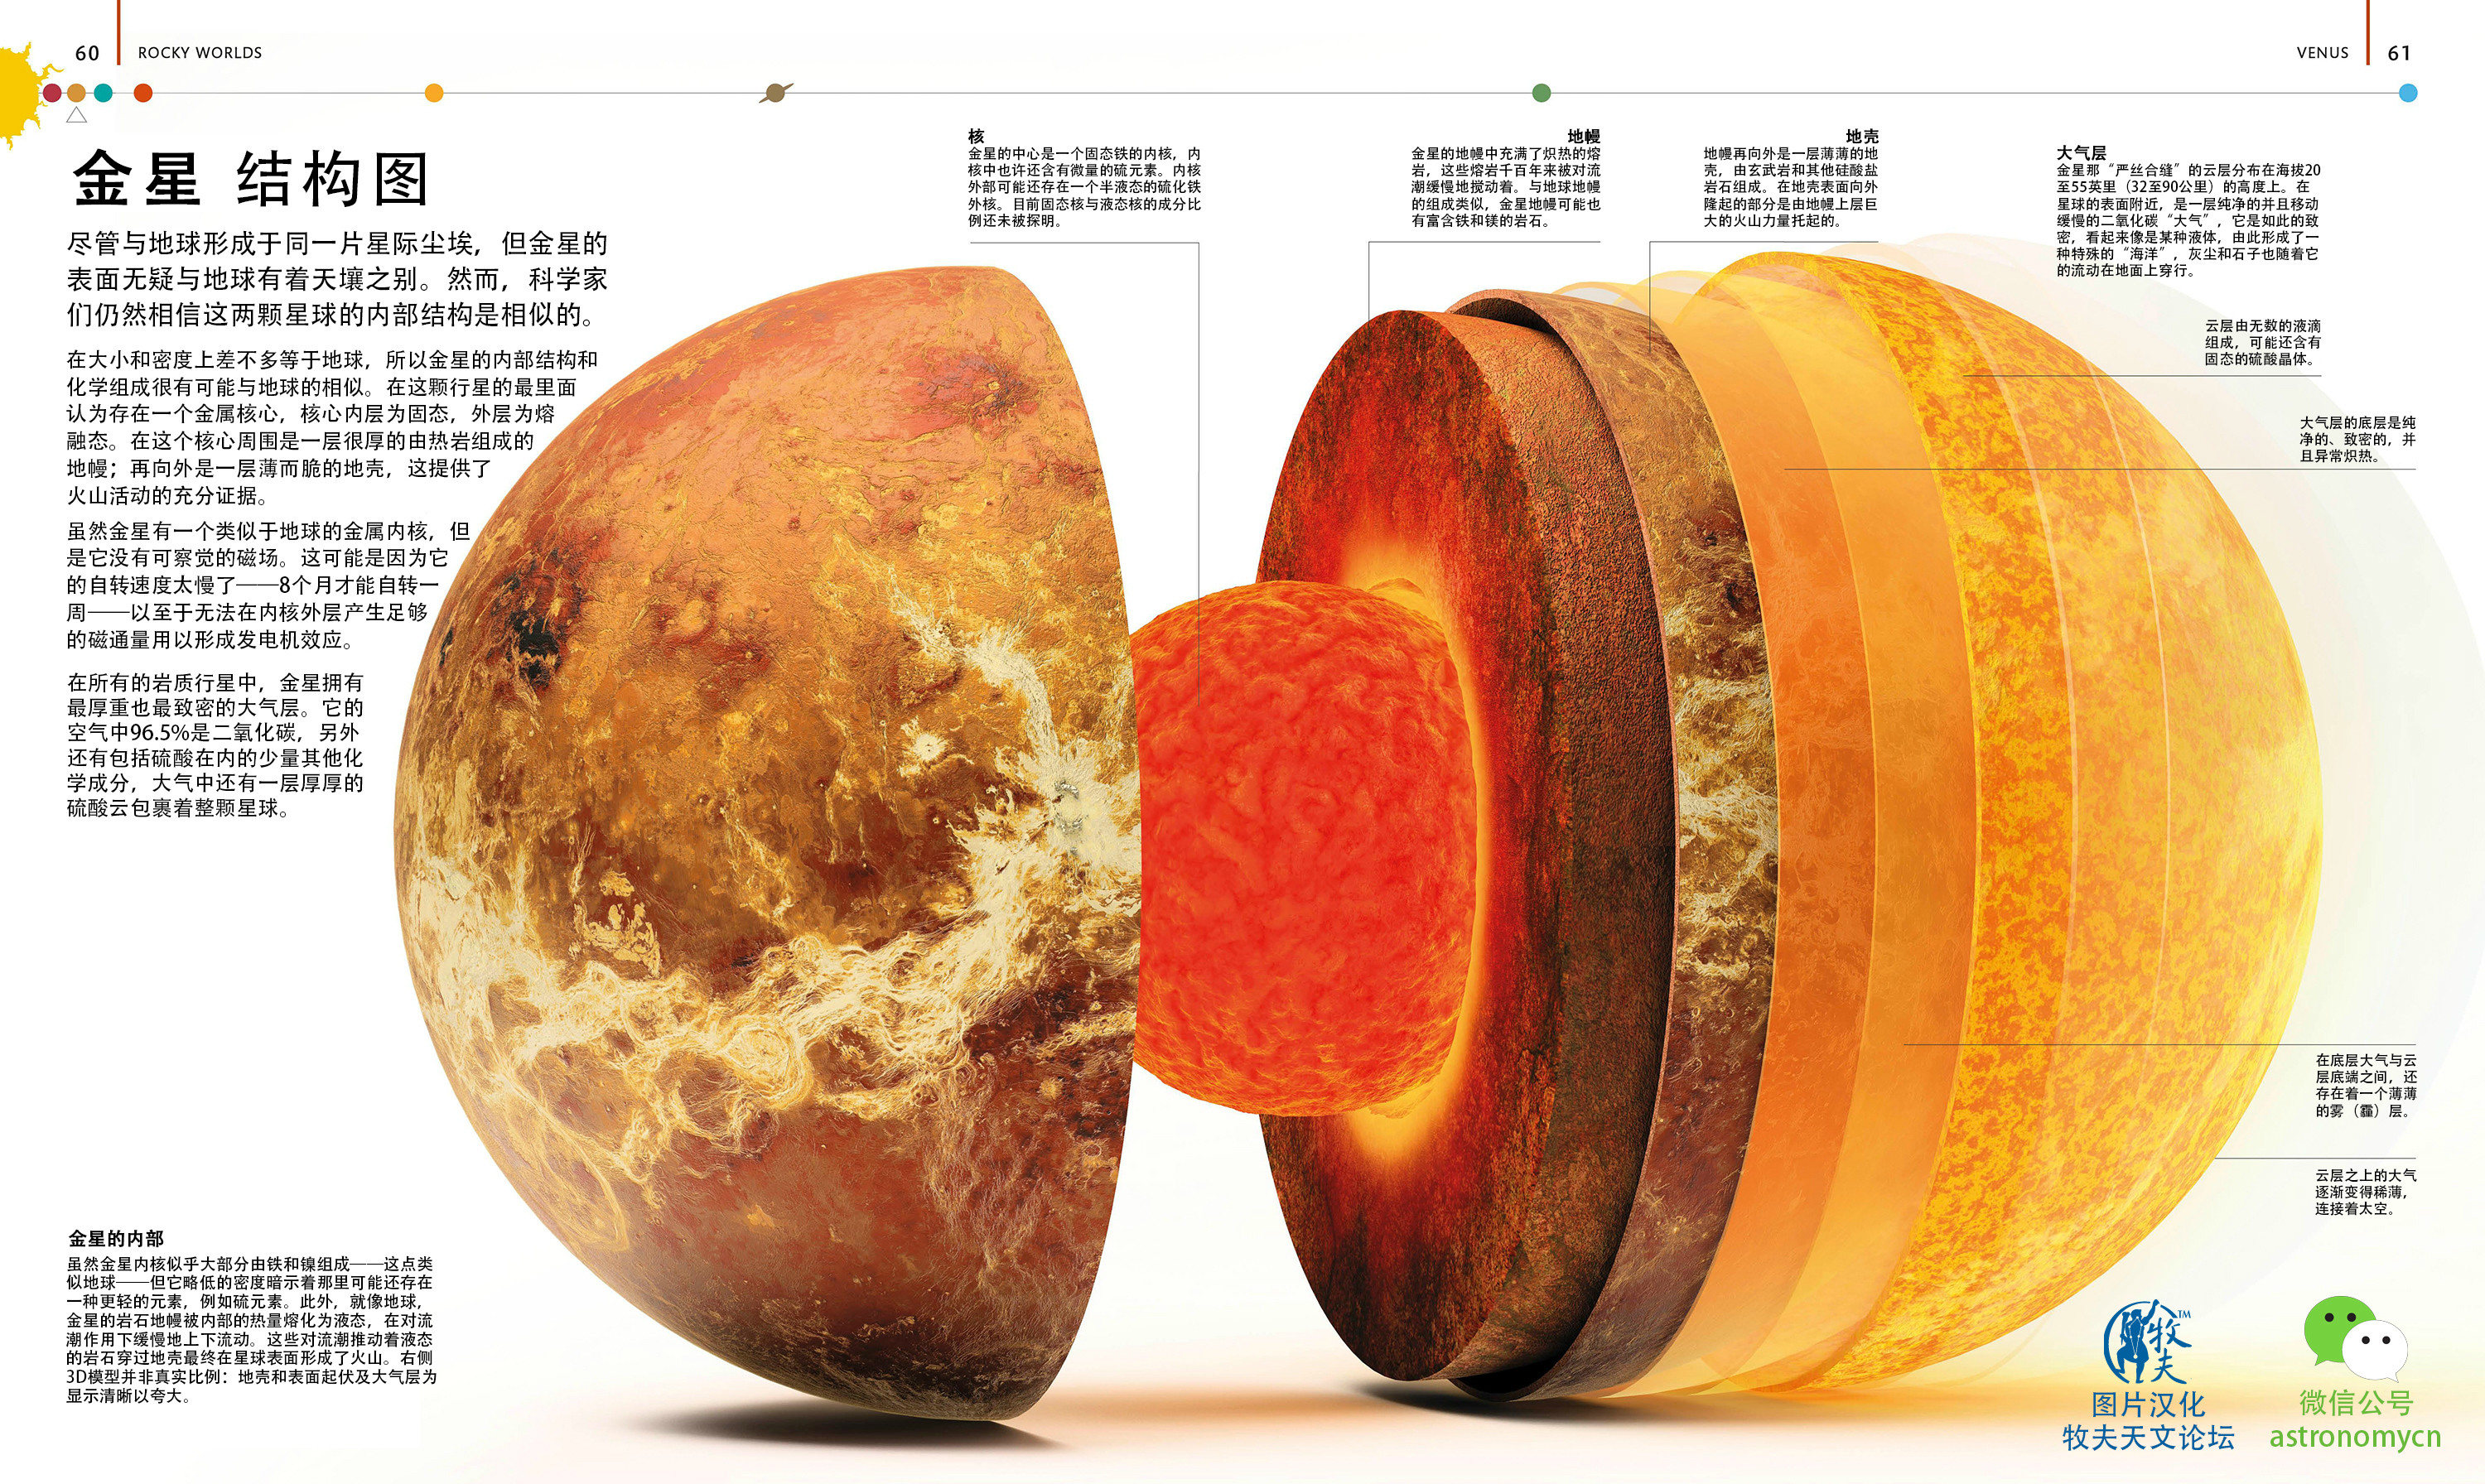 60
ROCKY WORLDS
VENUS
61
金星 结构图
尽管与地球形成于同一片星际尘埃，但金星的
表面无疑与地球有着天壤之别。然而，科学家
们仍然相信这两颗星球的内部结构是相似的。
在大小和密度上差不多等于地球，所以金星的内部结构和
化学组成很有可能与地球的相似。在这颗行星的最里面
认为存在一个金属核心，核心内层为固态，外层为熔
融态。在这个核心周围是一层很厚的由热岩组成的
地幔；再向外是一层薄而脆的地壳，这提供了
火山活动的充分证据。
虽然金星有一个类似于地球的金属内核，但
是它没有可察觉的磁场。这可能是因为它
的自转速度太慢了——8个月才能自转一
周——以至于无法在内核外层产生足够
的磁通量用以形成发电机效应。
在所有的岩质行星中，金星拥有
最厚重也最致密的大气层。它的
空气中96.5%是二氧化碳，另外
还有包括硫酸在内的少量其他化
学成分，大气中还有一层厚厚的
硫酸云包裹着整颗星球。
金星的内部
虽然金星内核似乎大部分由铁和镍组成——这点类
似地球——但它略低的密度暗示着那里可能还存在
一种更轻的元素，例如硫元素。此外，就像地球，
金星的岩石地幔被内部的热量熔化为液态，在对流
潮作用下缓慢地上下流动。这些对流潮推动着液态
的岩石穿过地壳最终在星球表面形成了火山。右侧
3D模型并非真实比例：地壳和表面起伏及大气层为
显示清晰以夸大。
核
金星的中心是一个固态铁的内核，内
核中也许还含有微量的硫元素。内核
外部可能还存在一个半液态的硫化铁
外核。目前固态核与液态核的成分比
例还未被探明。
地幔
金星的地幔中充满了炽热的熔
岩，这些熔岩千百年来被对流
潮缓慢地搅动着。与地球地幔
的组成类似，金星地幔可能也
有富含铁和镁的岩石。
地壳
地幔再向外是一层薄薄的地
壳，由玄武岩和其他硅酸盐
岩石组成。在地壳表面向外
隆起的部分是由地幔上层巨
大的火山力量托起的。
大气层
金星那“严丝合缝”的云层分布在海拔20
至55英里（32至90公里）的高度上。在
星球的表面附近，是一层纯净的并且移动
缓慢的二氧化碳“大气”，它是如此的致
密，看起来像是某种液体，由此形成了一
种特殊的“海洋”，灰尘和石子也随着它
的流动在地面上穿行。
云层由无数的液滴
组成，可能还含有
固态的硫酸晶体。
大气层的底层是纯
净的、致密的，并
且异常炽热。
在底层大气与云
层底端之间，还
存在着一个薄薄
的雾（霾）层。
云层之上的大气
逐渐变得稀薄，
连接着太空。
牧夫™
图片汉化
牧夫天文论坛
微信公号
astronomycn